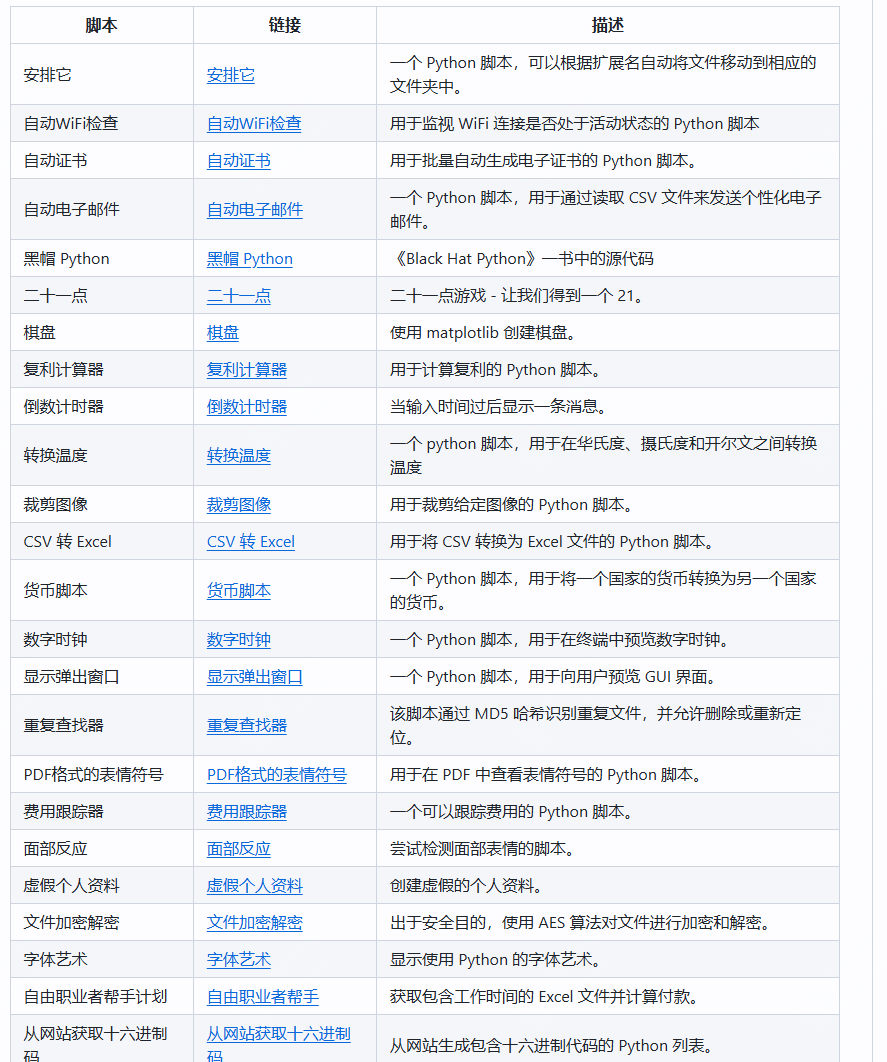 脚本 链接 描述
安排它 安排它 一个 Python 脚本，可以根据扩展名自动将文件移动到相应的
文件夹中。
自动WiFi检查 自动WiFi检查 用于监视 WiFi 连接是否处于活动状态的 Python 脚本
自动证书 自动证书 用于批量自动生成电子证书的 Python 脚本。
自动电子邮件 自动电子邮件 一个 Python 脚本，用于通过读取 CSV 文件来发送个性化电子
邮件。
黑帽 Python 黑帽 Python 《Black Hat Python》一书中的源代码
二十一点 二十一点 二十一点游戏 - 让我们得到一个 21。
棋盘 棋盘 使用 matplotlib 创建棋盘。
复利计算器 复利计算器 用于计算复利的 Python 脚本。
倒数计时器 倒数计时器 当输入时间过后显示一条消息。
转换温度 转换温度 一个 python 脚本，用于在华氏度、摄氏度和开尔文之间转换
温度
裁剪图像 裁剪图像 用于裁剪给定图像的 Python 脚本。
CSV 转 Excel CSV 转 Excel 用于将 CSV 转换为 Excel 文件的 Python 脚本。
货币脚本 货币脚本 一个 Python 脚本，用于将一个国家的货币转换为另一个国家
的货币。
数字时钟 数字时钟 一个 Python 脚本，用于在终端中预览数字时钟。
显示弹出窗口 显示弹出窗口 一个 Python 脚本，用于向用户预览 GUI 界面。
重复查找器 重复查找器 该脚本通过 MD5 哈希识别重复文件，并允许删除或重新定
位。
PDF格式的表情符号 PDF格式的表情符号 用于在 PDF 中查看表情符号的 Python 脚本。
费用跟踪器 费用跟踪器 一个可以跟踪费用的 Python 脚本。
面部反应 面部反应 尝试检测面部表情的脚本。
虚假个人资料 虚假个人资料 创建虚假的个人资料。
文件加密解密 文件加密解密 出于安全目的，使用 AES 算法对文件进行加密和解密。
字体艺术 字体艺术 显示使用 Python 的字体艺术。
自由职业者帮手计划 自由职业者帮手 获取包含工作时间的 Excel 文件并计算付款。
从网站获取十六进制 从网站获取十六进制 从网站生成包含十六进制代码的 Python 列表。
码 码